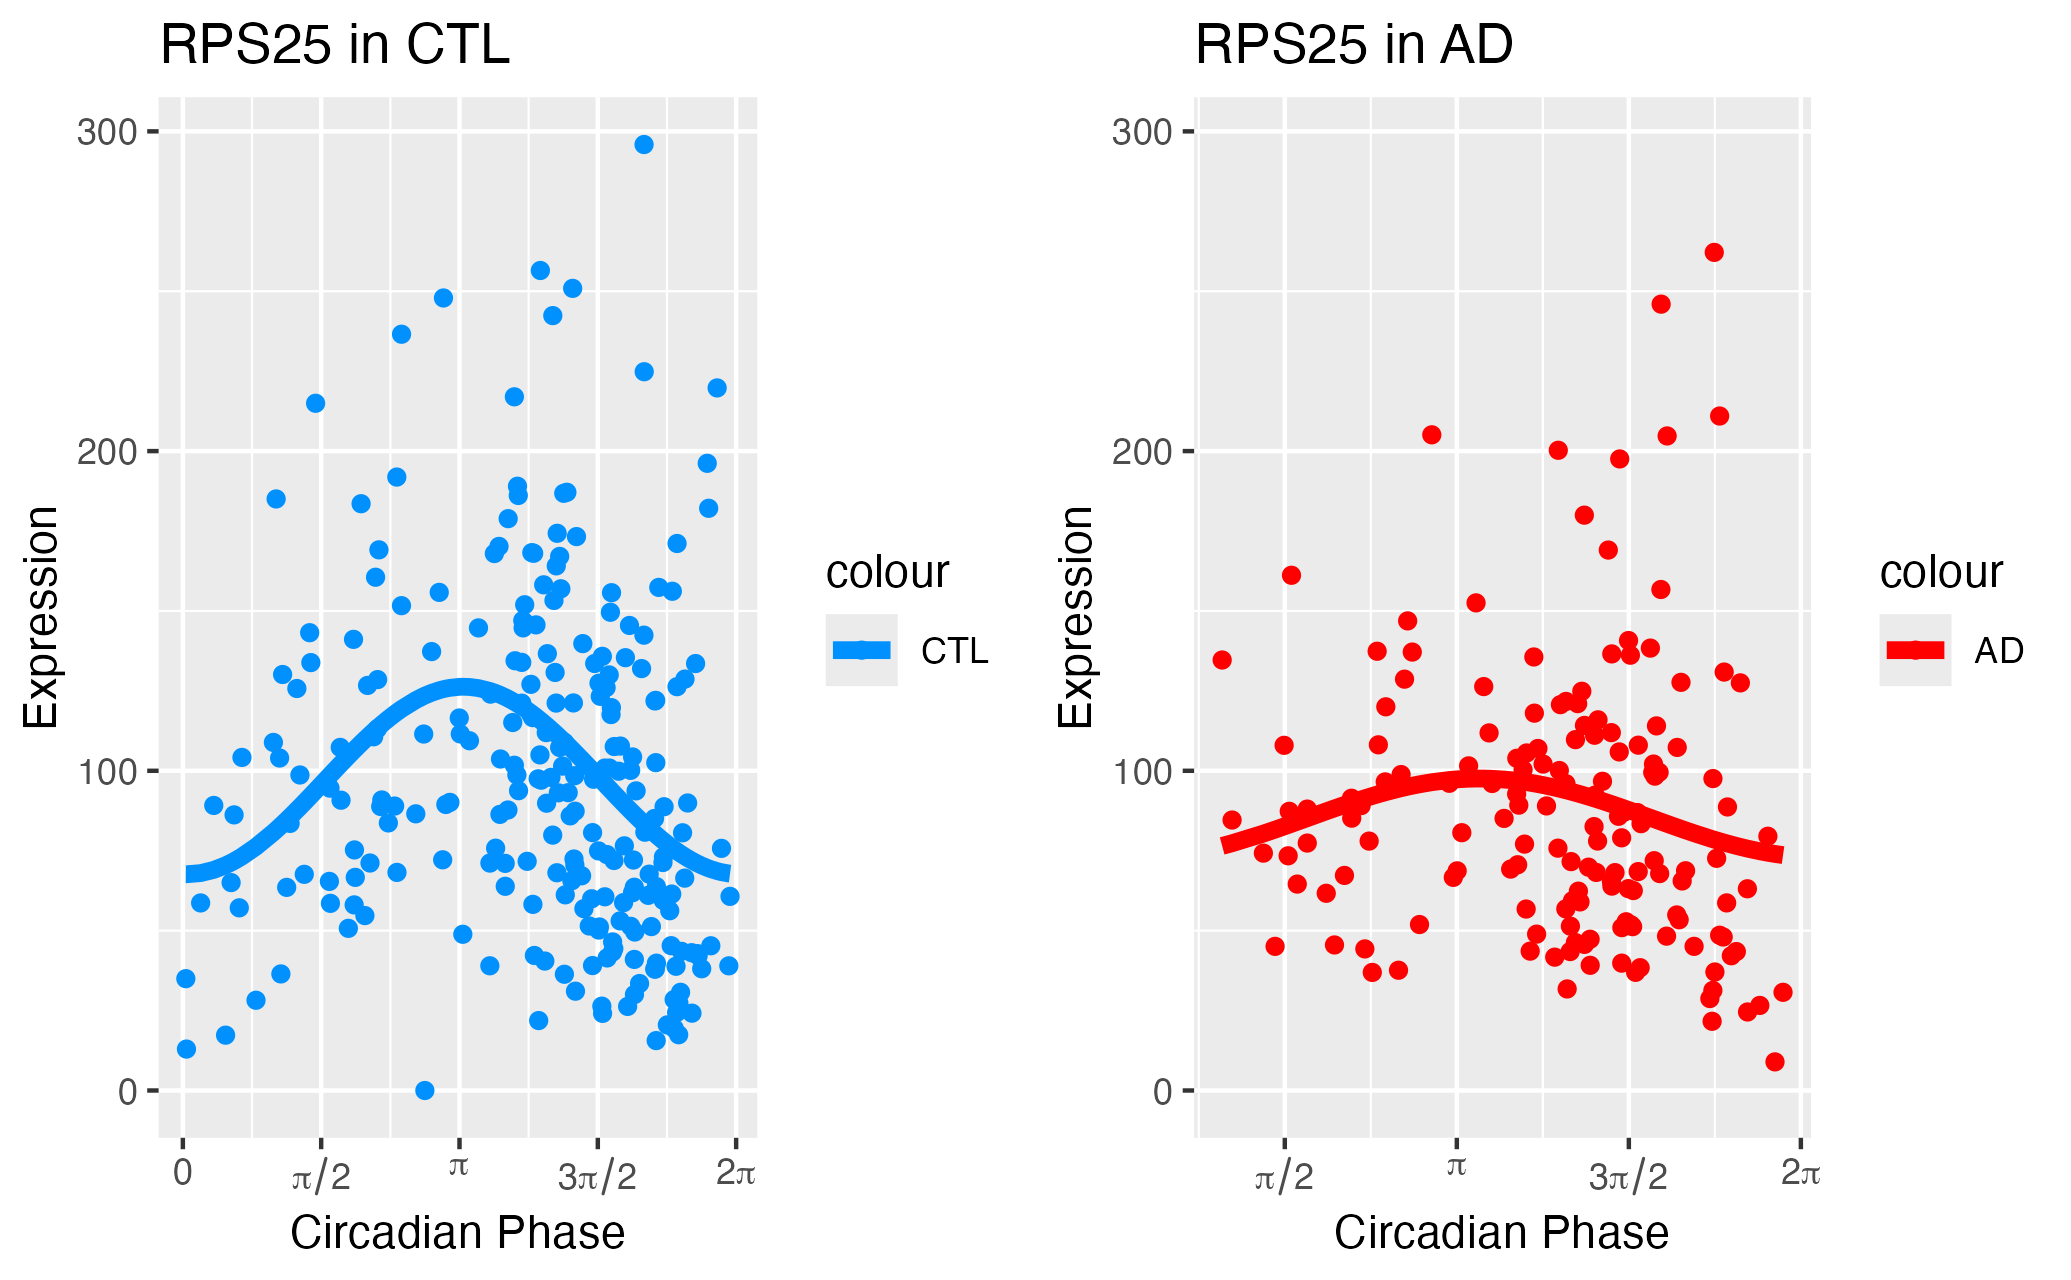 RPS25 in CTL
300
200
100
0
Expression
0 π/2 π 3π/2 2π
Circadian Phase
colour
CTL
RPS25 in AD
300
200
100
0
Expression
π/2 π 3π/2 2π
Circadian Phase
colour
AD